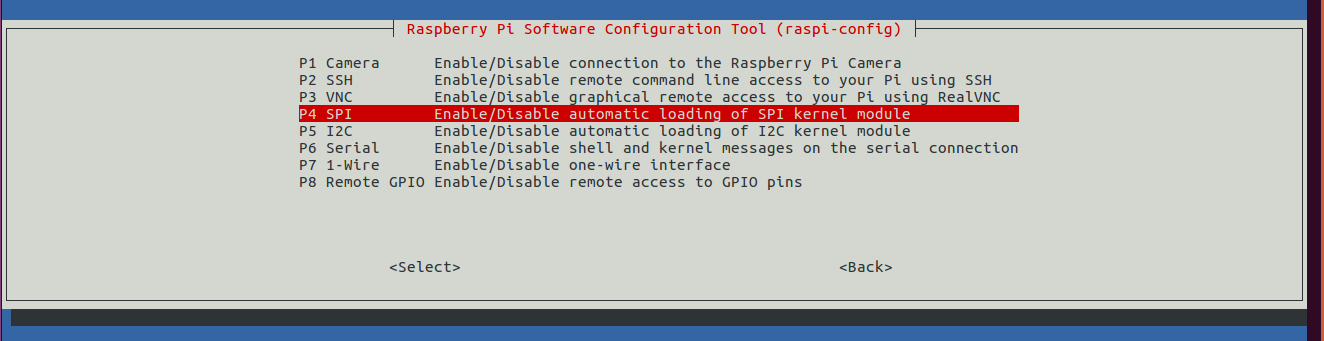 Raspberry Pi Software Configuration Tool (raspi-config)
P1 Camera Enable/Disable connection to the Raspberry Pi Camera
P2 SSH Enable/Disable remote command line access to your Pi using SSH
P3 VNC Enable/Disable graphical remote access to your Pi using RealVNC
P4 SPI Enable/Disable automatic loading of SPI kernel module
P5 I2C Enable/Disable automatic loading of I2C kernel module
P6 Serial Enable/Disable shell and kernel messages on the serial connection
P7 1-Wire Enable/Disable one-wire interface
P8 Remote GPIO Enable/Disable remote access to GPIO pins
<Select> <Back>